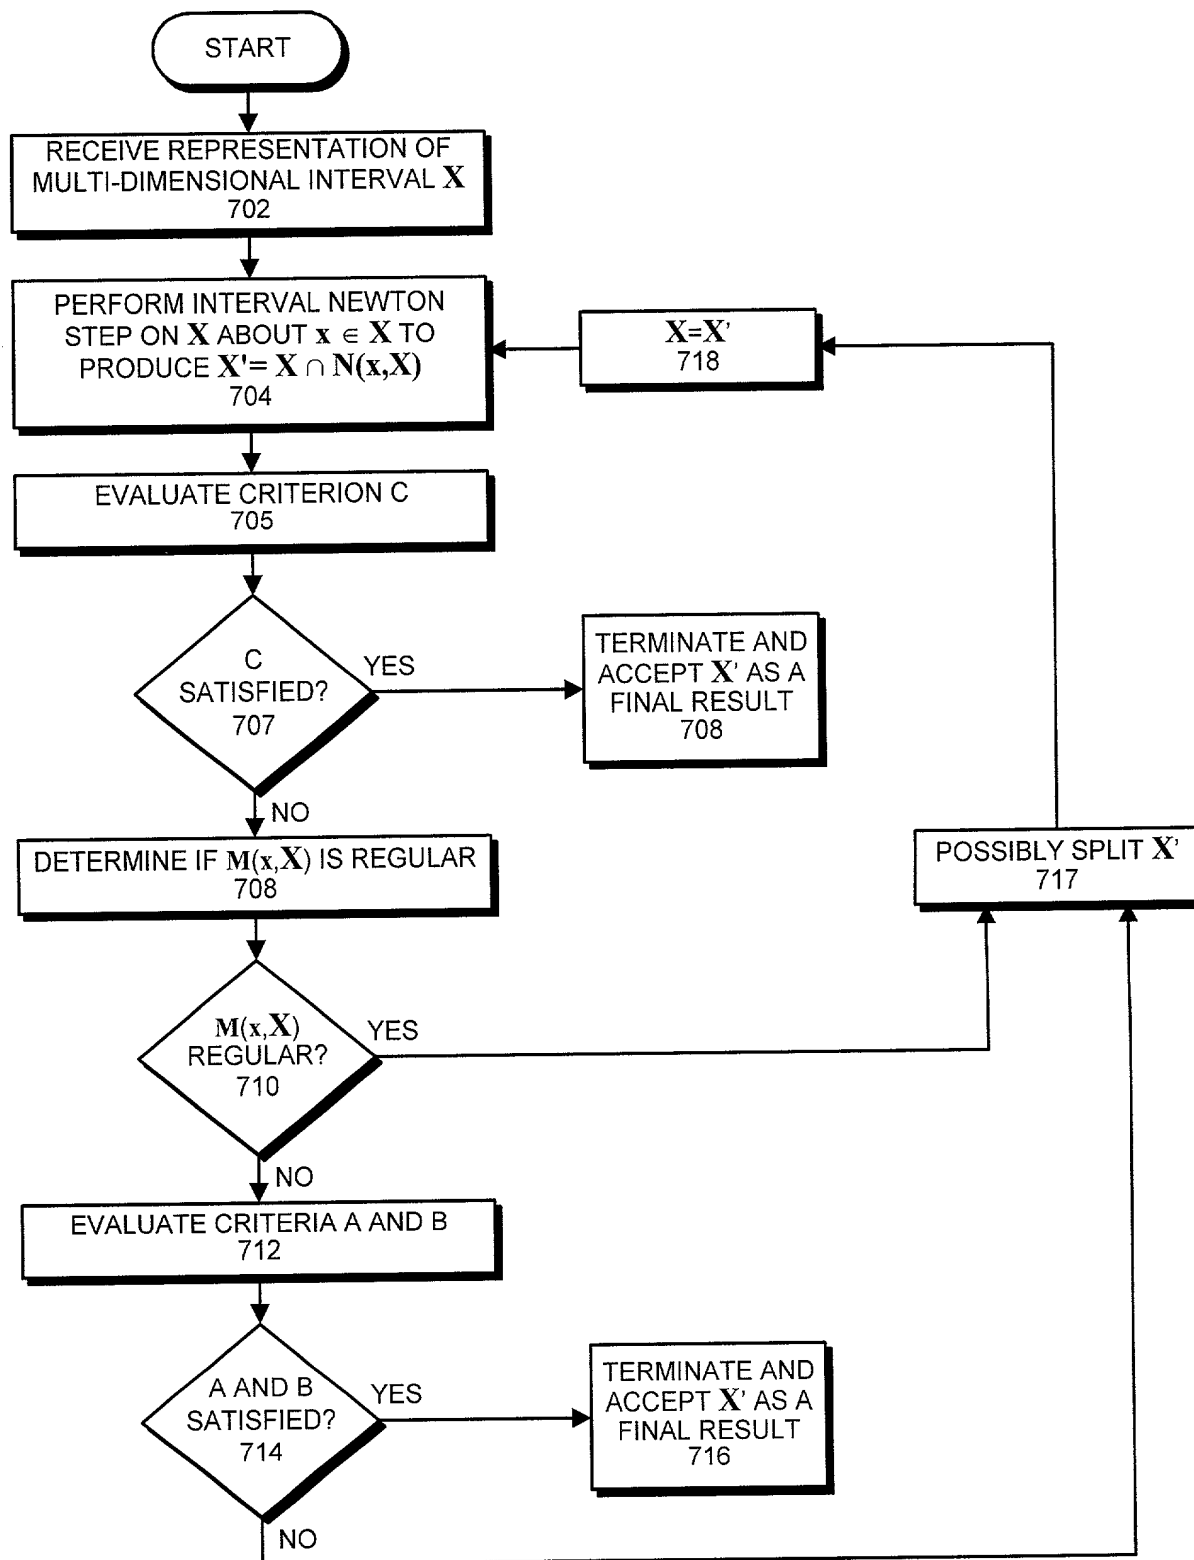 START
RECEIVE REPRESENTATION OF
MULTI-DIMENSIONAL INTERVAL X
702
PERFORM INTERVAL NEWTON
STEP ON X ABOUT x ∈ X TO
PRODUCE X'= X ∩ N(x,X)
704
X=X'
718
EVALUATE CRITERION C
705
C
SATISFIED?
707
YES
TERMINATE AND
ACCEPT X' AS A
FINAL RESULT
708
NO
DETERMINE IF M(x,X) IS REGULAR
708
POSSIBLY SPLIT X'
717
M(x,X)
REGULAR?
710
YES
NO
EVALUATE CRITERIA A AND B
712
A AND B
SATISFIED?
714
YES
TERMINATE AND
ACCEPT X' AS A
FINAL RESULT
716
NO